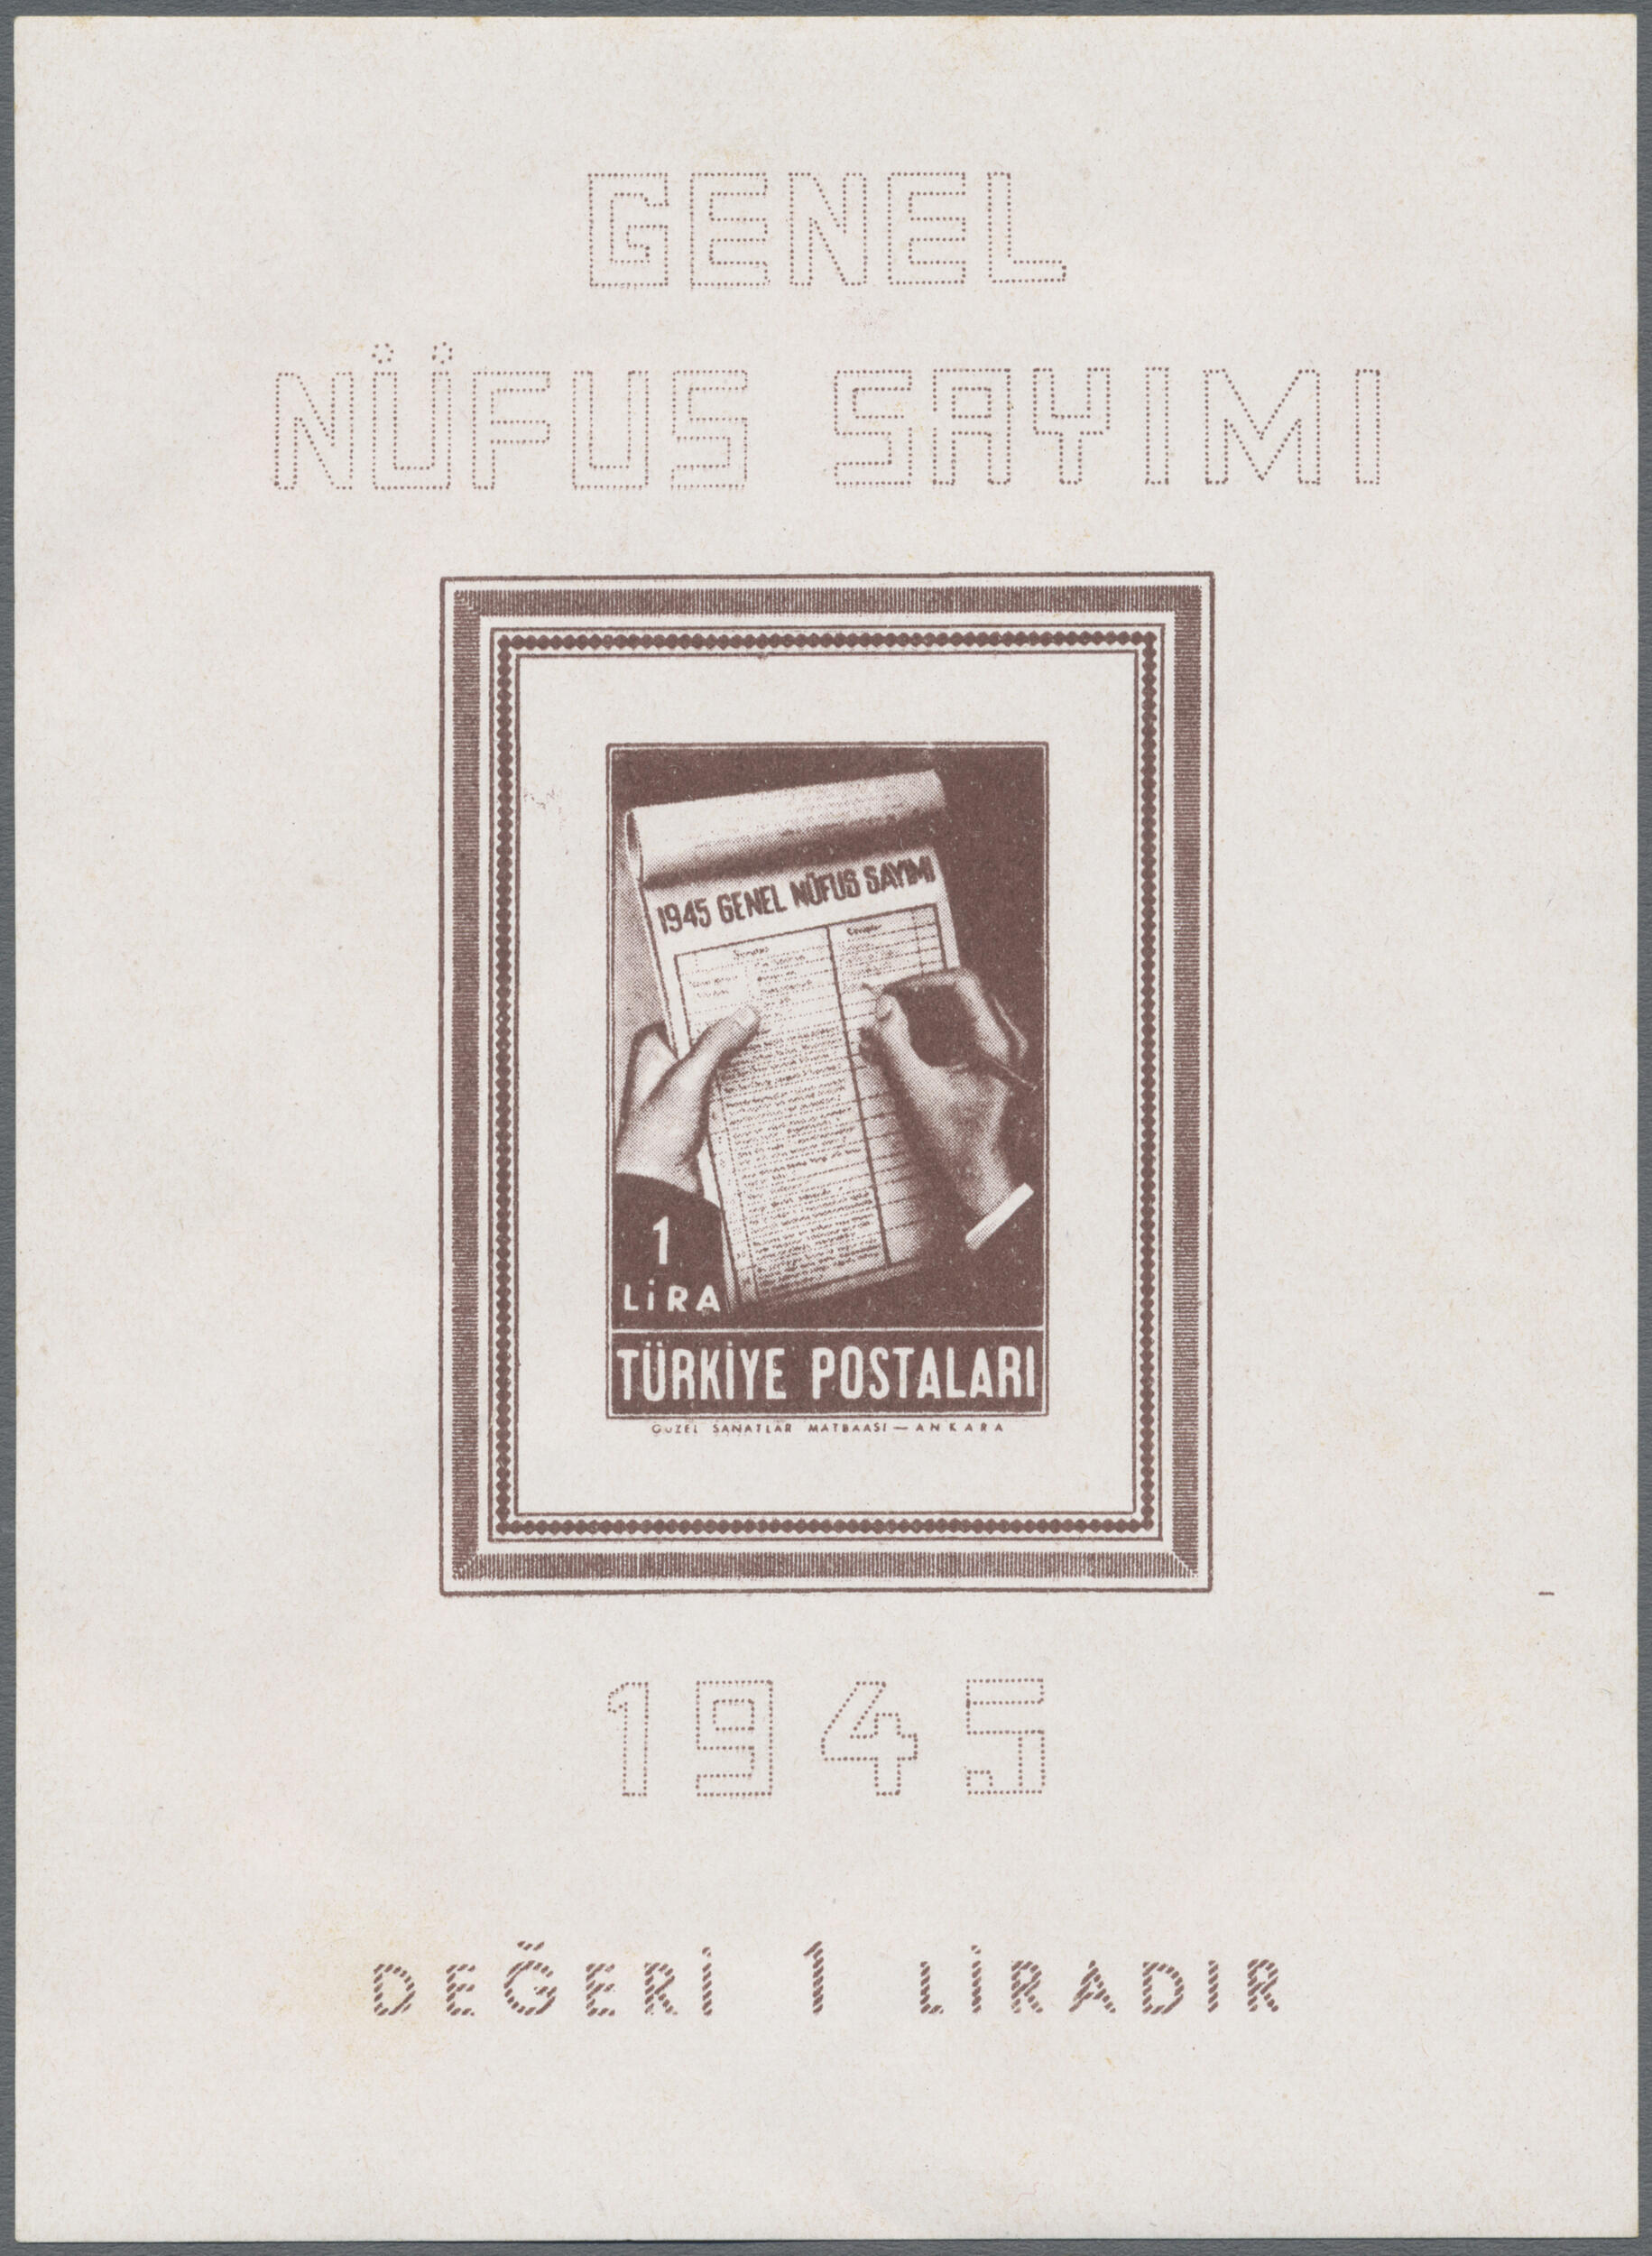 GENEL
NÜFUS SAYIMI
1945 GENEL NÜFUS SAYIMI
1
LİRA
TÜRKİYE POSTALARI
GÜZEL SANATLAR MATBAASI — ANKARA
1945
DEĞERİ 1 LİRADIR